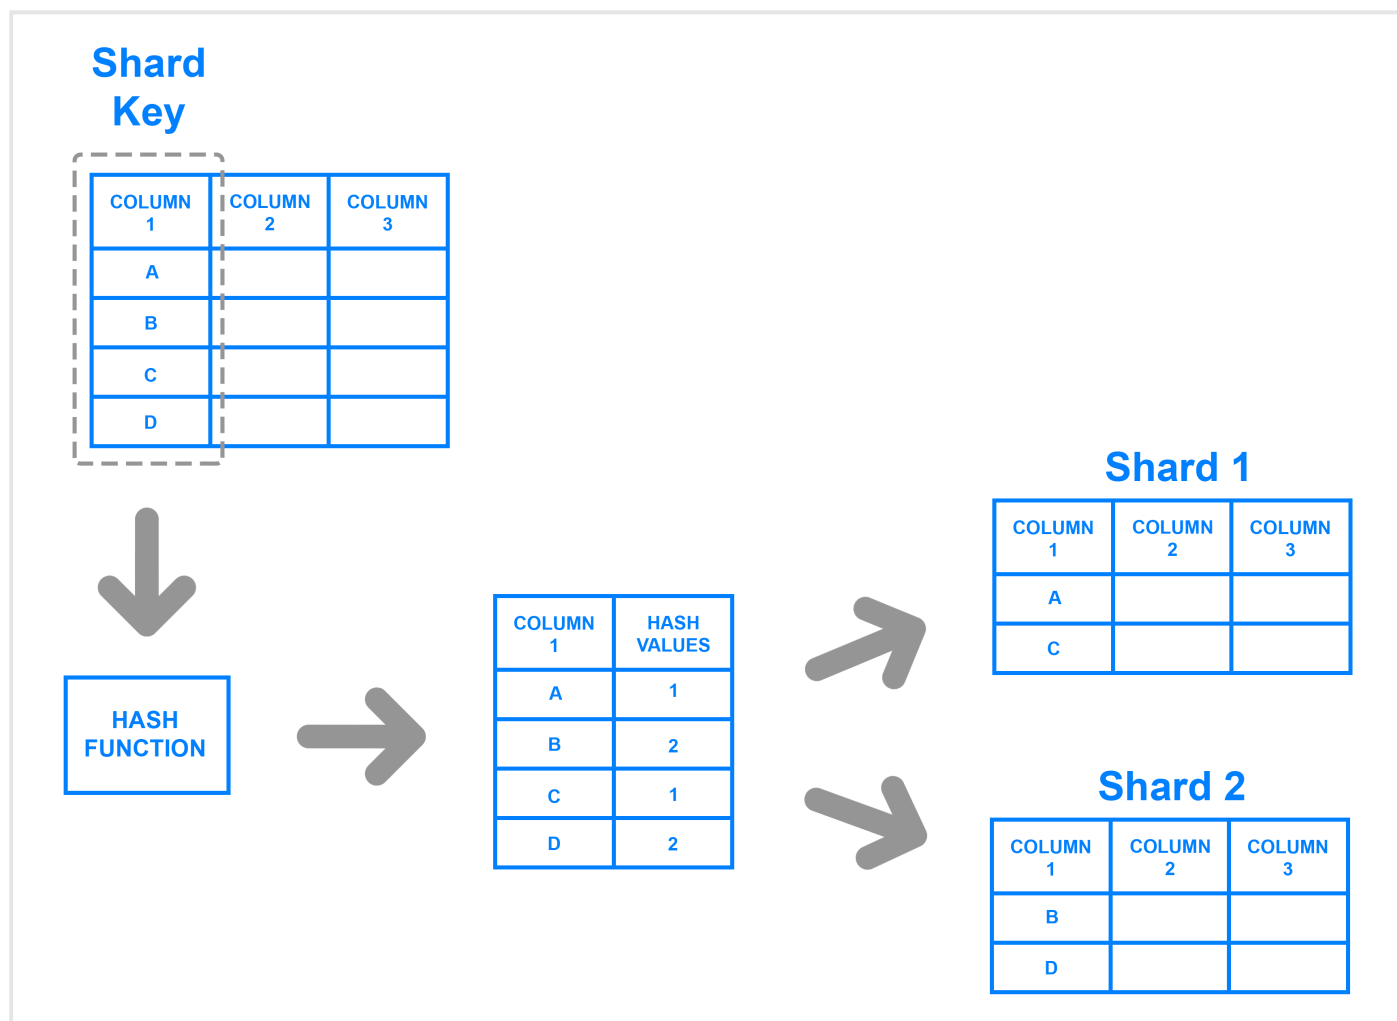 Shard
Key
COLUMN
1
COLUMN
2
COLUMN
3
A
B
C
D
HASH
FUNCTION
COLUMN
1
HASH
VALUES
A
1
B
2
C
1
D
2
Shard 1
COLUMN
1
COLUMN
2
COLUMN
3
A
C
Shard 2
COLUMN
1
COLUMN
2
COLUMN
3
B
D